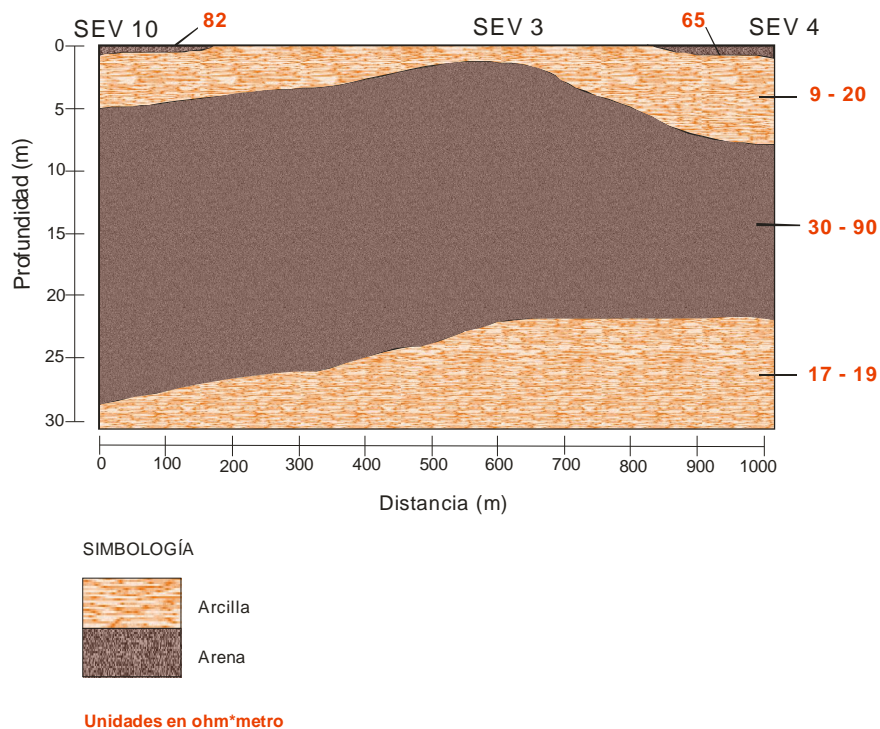 SEV 10
82
SEV 3
65
SEV 4
Profundidad (m)
0
5
10
15
20
25
30
9 - 20
30 - 90
17 - 19
0 100 200 300 400 500 600 700 800 900 1000
Distancia (m)
SIMBOLOGÍA
Arcilla
Arena
Unidades en ohm*metro